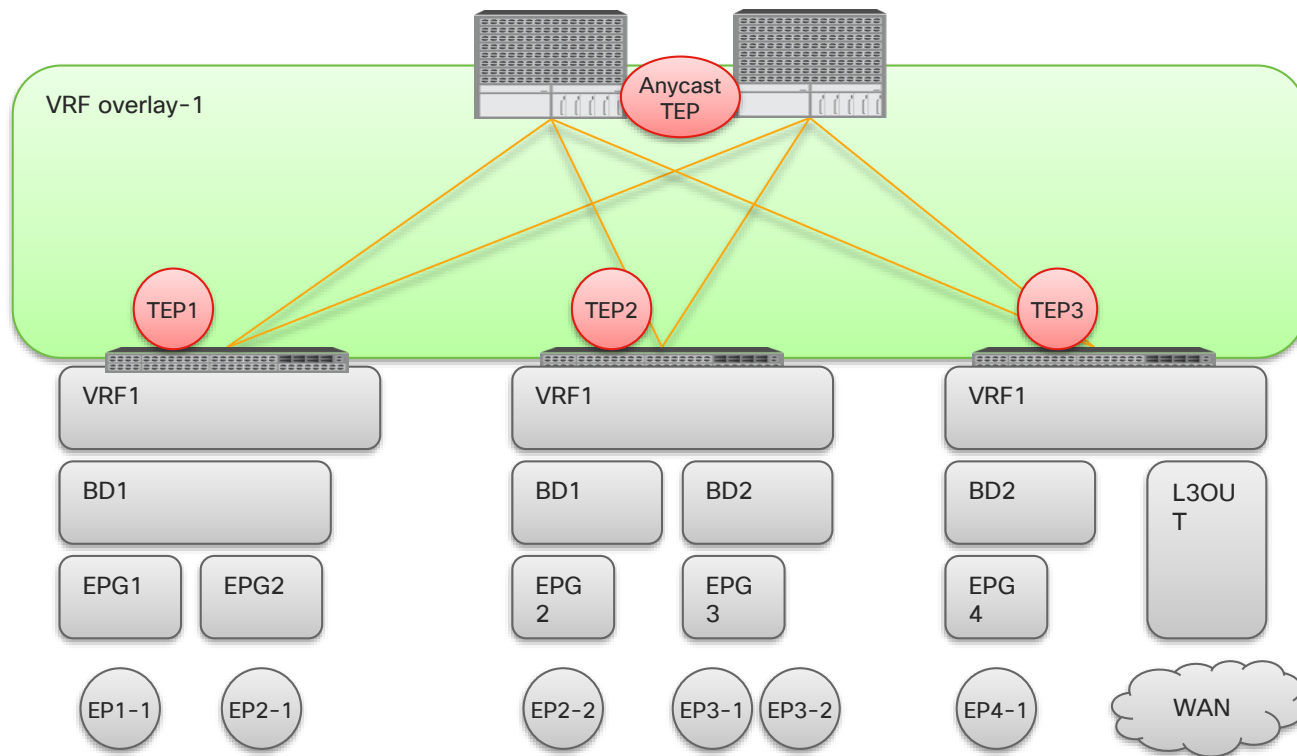 Anycast
TEP
VRF overlay-1
TEP1
TEP2
TEP3
VRF1
VRF1
VRF1
BD1
BD1
BD2
BD2
L3OU
T
EPG1
EPG2
EPG
2
EPG
3
EPG
4
EP1-1
EP2-1
EP2-2
EP3-1
EP3-2
EP4-1
WAN